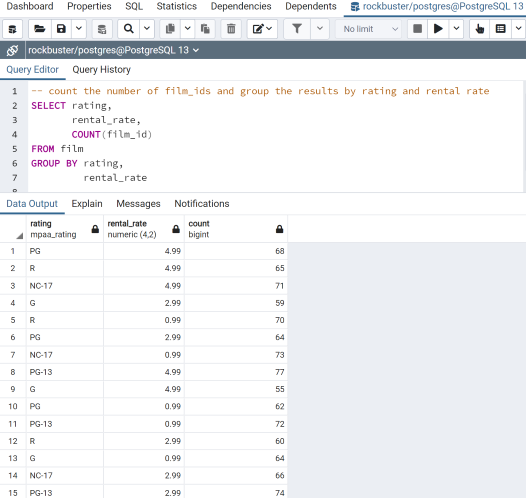 Dashboard Properties SQL Statistics Dependencies Dependents rockbuster/postgres@PostgreSQL 13
No limit
rockbuster/postgres@PostgreSQL 13
Query Editor Query History
1 -- count the number of film_ids and group the results by rating and rental rate
2 SELECT rating,
3 rental_rate,
4 COUNT(film_id)
5 FROM film
6 GROUP BY rating,
7 rental_rate
8
Data Output Explain Messages Notifications
rating rental_rate count
mpaa_rating numeric (4,2) bigint
1 PG 4.99 68
2 R 4.99 65
3 NC-17 4.99 71
4 G 2.99 59
5 R 0.99 70
6 PG 2.99 64
7 NC-17 0.99 73
8 PG-13 4.99 77
9 G 4.99 55
10 PG 0.99 62
11 PG-13 0.99 72
12 R 2.99 60
13 G 0.99 64
14 NC-17 2.99 66
15 PG-13 2.99 74